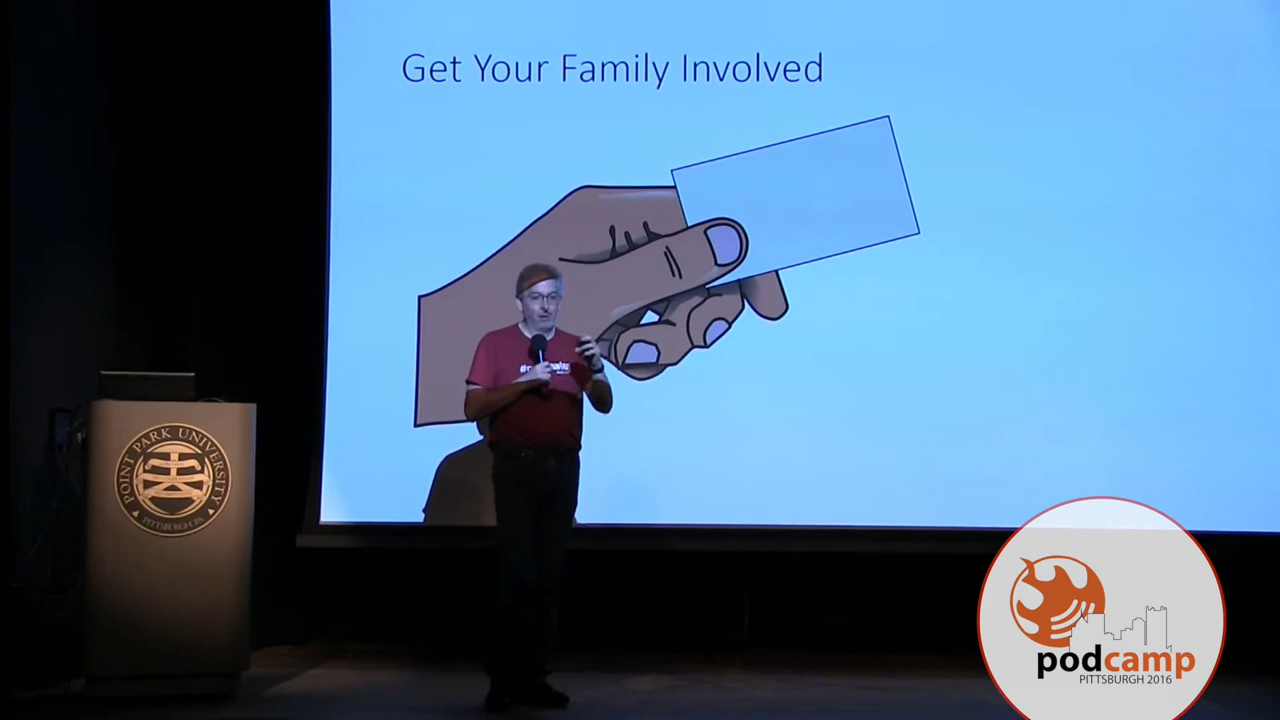 Get Your Family Involved
POINT PARK UNIVERSITY
PITTSBURGH, PA
podcamp
PITTSBURGH 2016